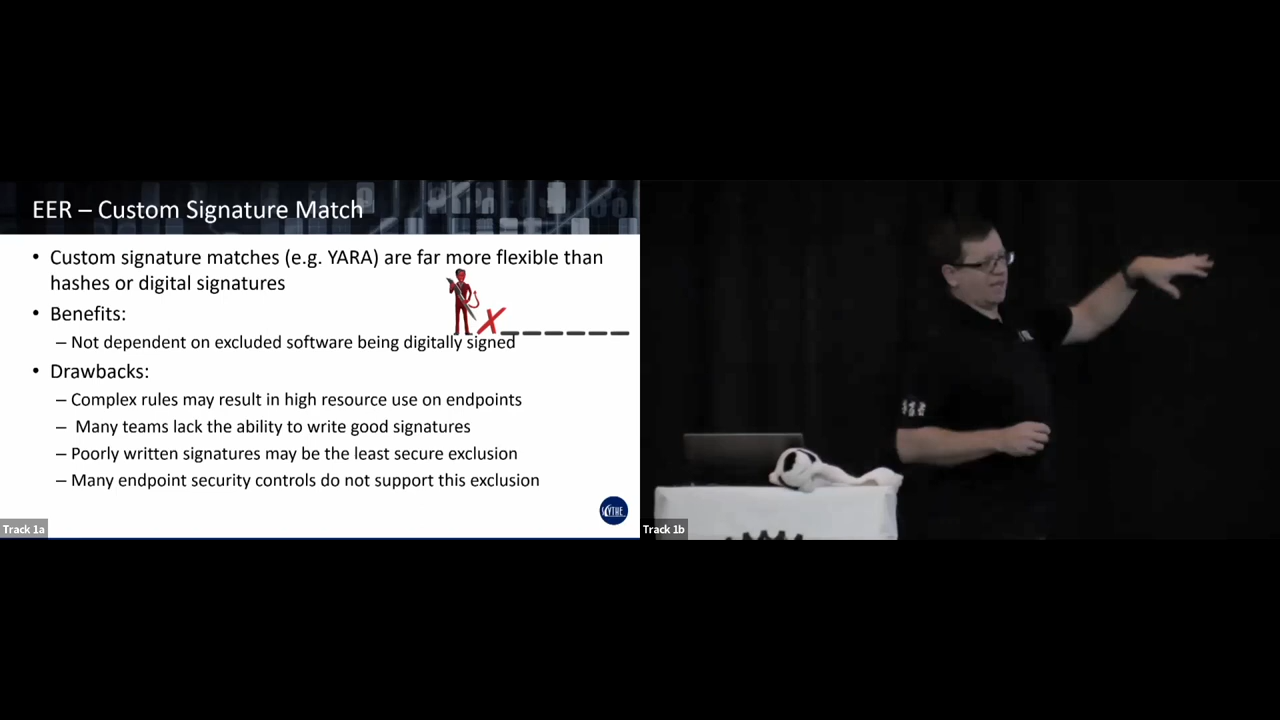 EER – Custom Signature Match
• Custom signature matches (e.g. YARA) are far more flexible than
hashes or digital signatures
• Benefits:
– Not dependent on excluded software being digitally signed
• Drawbacks:
– Complex rules may result in high resource use on endpoints
– Many teams lack the ability to write good signatures
– Poorly written signatures may be the least secure exclusion
– Many endpoint security controls do not support this exclusion
SCYTHE
Track 1a
Track 1b